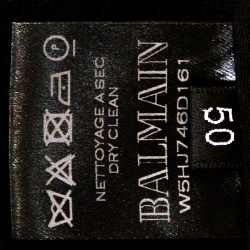 P
NETTOYAGE A SEC
DRY CLEAN
BALMAIN
W5HJ746D161
50